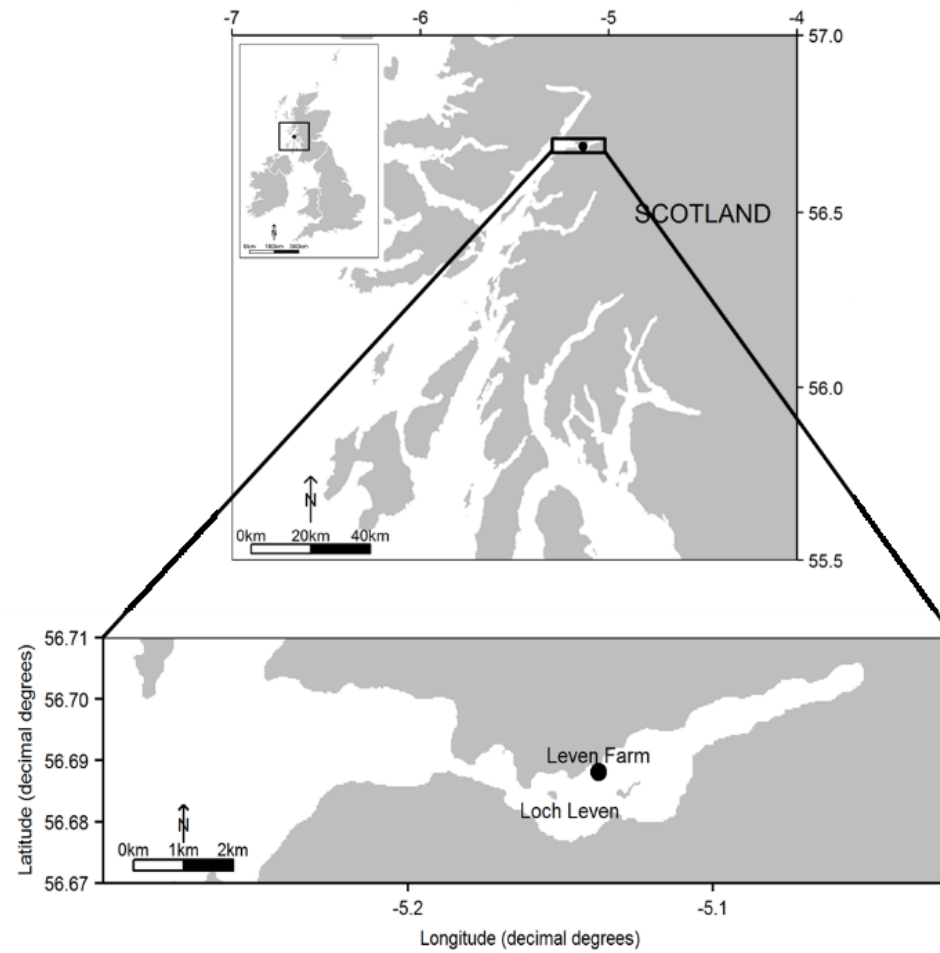 -7 -6 -5 -4
57.0
N
0km 180km 360km
SCOTLAND
56.5
56.0
N
0km 20km 40km
55.5
56.71
56.70
56.69
56.68
56.67
Latitude (decimal degrees)
Leven Farm
Loch Leven
N
0km 1km 2km
-5.2 -5.1
Longitude (decimal degrees)